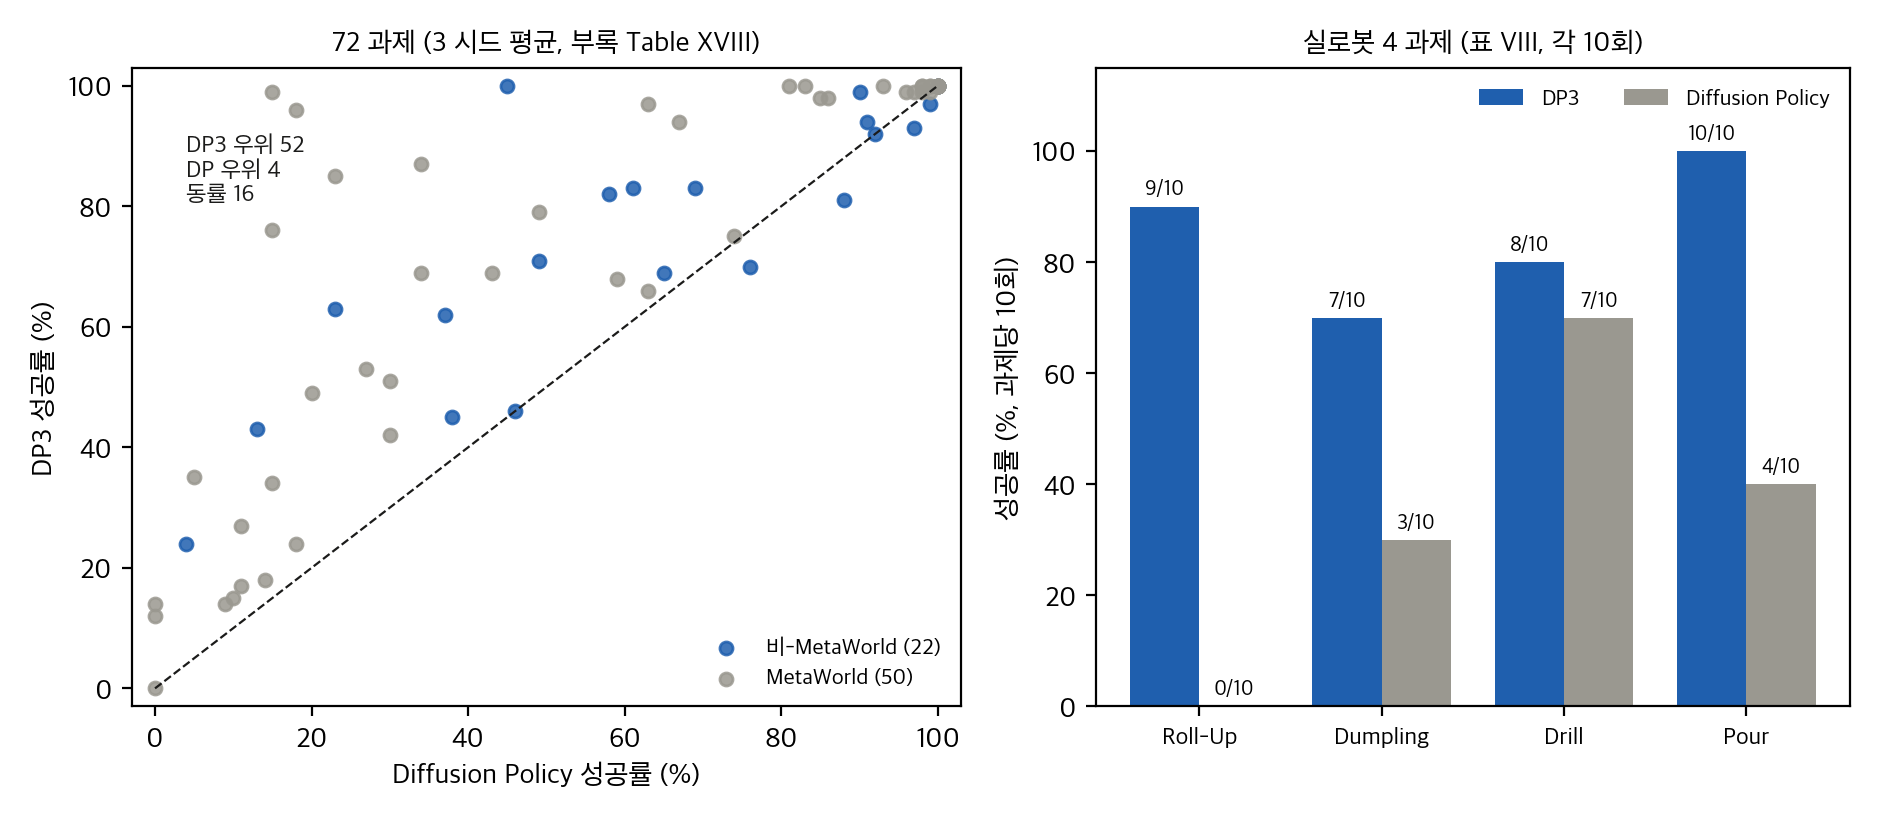 72 과제 (3 시드 평균, 부록 Table XVIII)
DP3 성공률 (%)
100
80
60
40
20
0
DP3 우위 52
DP 우위 4
동률 16
비-MetaWorld (22)
MetaWorld (50)
0 20 40 60 80 100
Diffusion Policy 성공률 (%)
실로봇 4 과제 (표 VIII, 각 10회)
성공률 (%, 과제당 10회)
100
80
60
40
20
0
DP3 Diffusion Policy
9/10
0/10
7/10
3/10
8/10
7/10
10/10
4/10
Roll-Up Dumpling Drill Pour